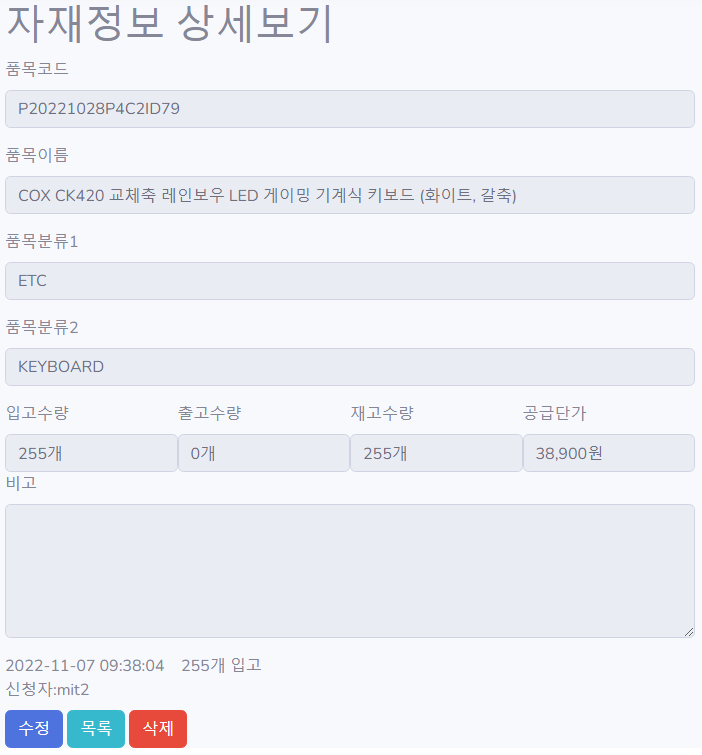 자재정보 상세보기
품목코드
P20221028P4C2ID79
품목이름
COX CK420 교체축 레인보우 LED 게이밍 기계식 키보드 (화이트, 갈축)
품목분류1
ETC
품목분류2
KEYBOARD
입고수량 출고수량 재고수량 공급단가
255개 0개 255개 38,900원
비고
2022-11-07 09:38:04 255개 입고
신청자:mit2
수정 목록 삭제